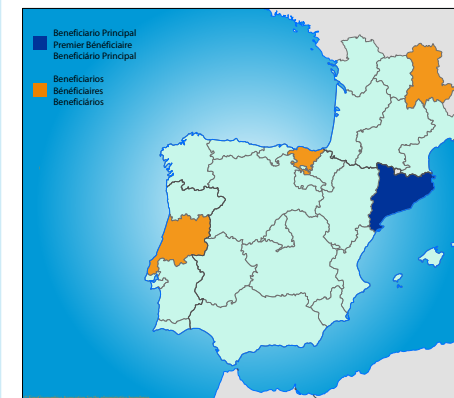 Beneficiario Principal
Premier Bénéficiaire
Beneficiário Principal
Beneficiarios
Bénéficiaires
Beneficiários